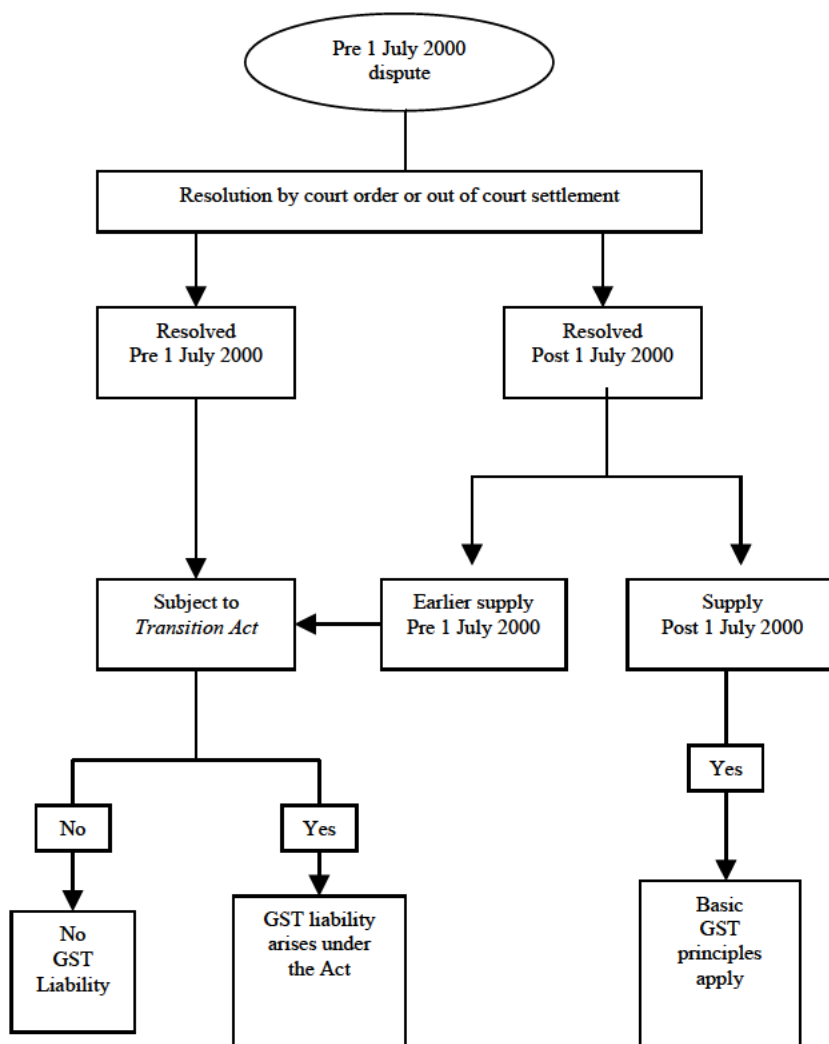 Pre 1 July 2000
dispute
Resolution by court order or out of court settlement
Resolved
Pre 1 July 2000
Resolved
Post 1 July 2000
Subject to
Transition Act
Earlier supply
Pre 1 July 2000
Supply
Post 1 July 2000
Yes
No
Yes
No
GST
Liability
GST liability
arises under
the Act
Basic
GST
principles
apply